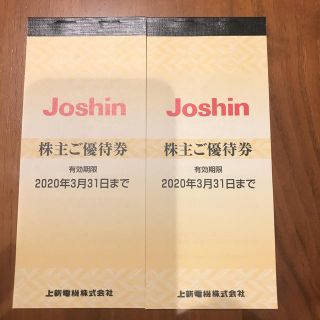 Joshin
株主ご優待券
有効期限
2020年3月31日まで
上新電機株式会社
Joshin
株主ご優待券
有効期限
2020年3月31日まで
上新電機株式会社